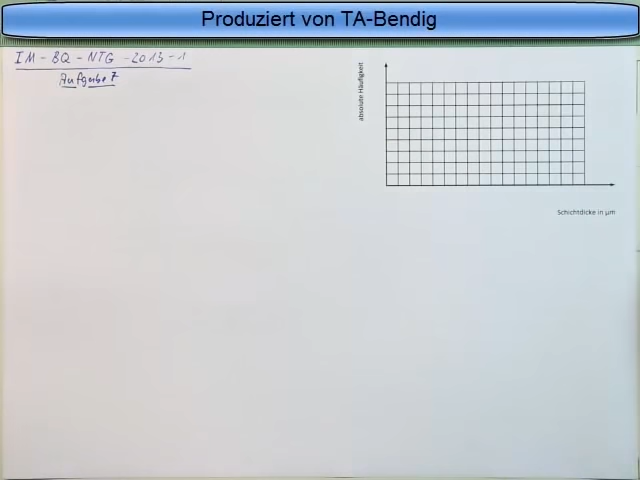 Produziert von TA-Bendig
IM - BQ - NTG - 2013 - 1
Aufgabe 7
absolute Häufigkeit
Schichtdicke in µm